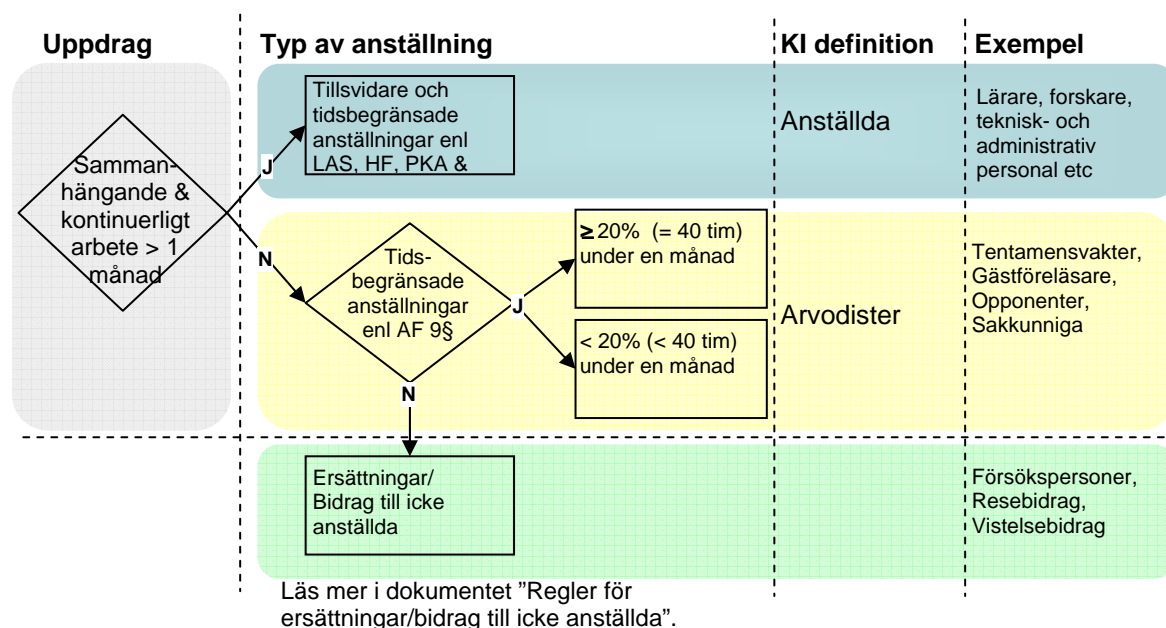 Uppdrag
Typ av anställning
KI definition
Exempel
Samman-
hängande &
kontinuerligt
arbete > 1
månad
J
N
Tillsvidare och
tidsbegränsade
anställningar enl
LAS, HF, PKA &
Anställda
Lärare, forskare,
teknisk- och
administrativ
personal etc
Tids-
begränsade
anställningar
enl AF 9§
J
N
≥ 20% (= 40 tim)
under en månad
< 20% (< 40 tim)
under en månad
Arvodister
Tentamensvakter,
Gästföreläsare,
Opponenter,
Sakkunniga
Ersättningar/
Bidrag till icke
anställda
Försökspersoner,
Resebidrag,
Vistelsebidrag
Läs mer i dokumentet ”Regler för
ersättningar/bidrag till icke anställda”.